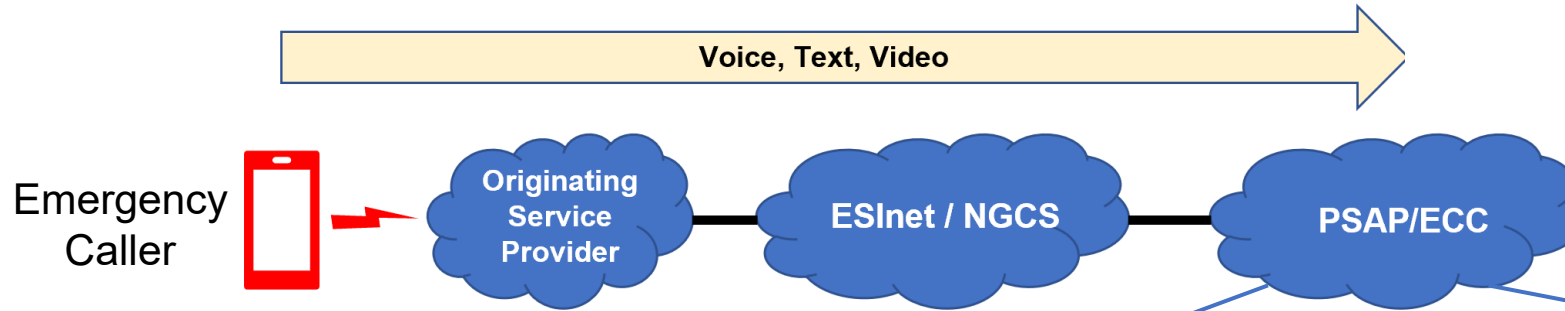 Voice, Text, Video
Emergency
Caller
Originating
Service
Provider
ESInet / NGCS
PSAP/ECC